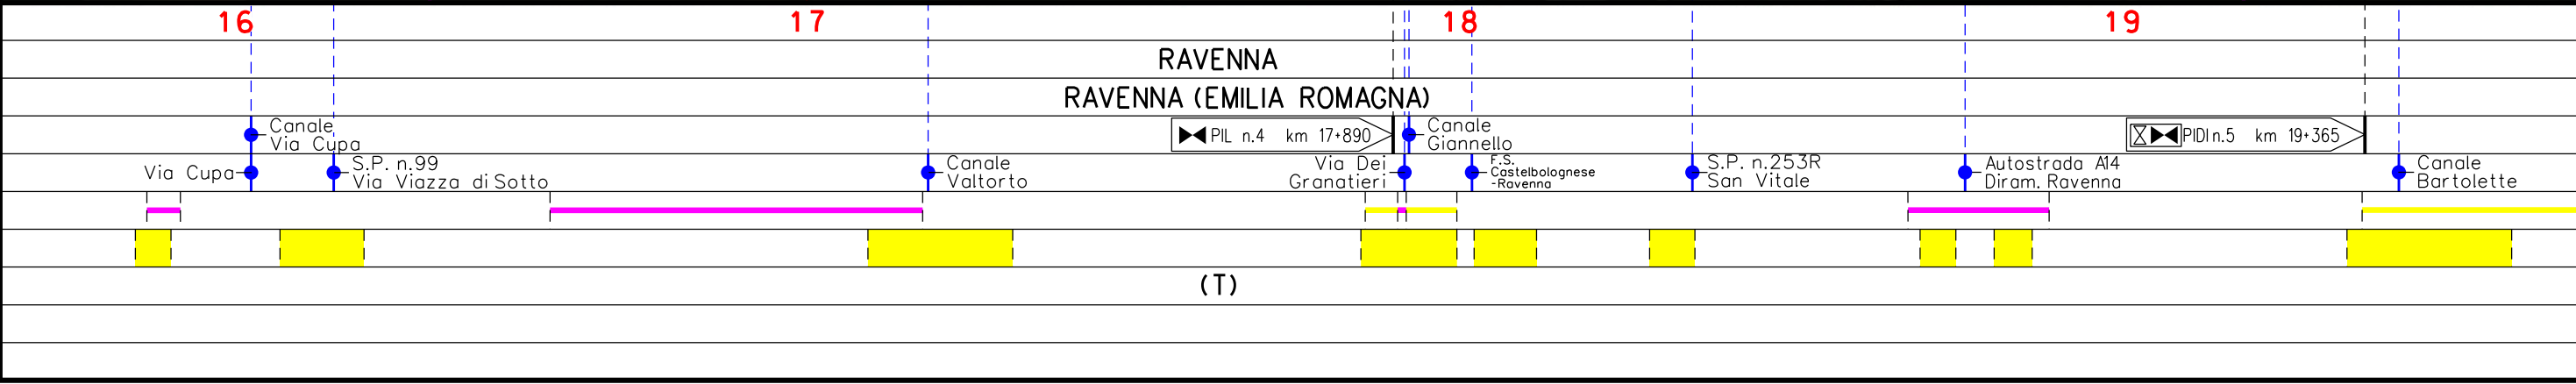 16 17 18 19
RAVENNA
RAVENNA (EMILIA ROMAGNA)
Canale
Via Cupa
PIL n.4 km 17+890
Canale
Giannello
PIDI n.5 km 19+365
Via Cupa
S.P. n.99
Via Viazza di Sotto
Canale
Valtorto
Via Dei
Granatieri
F.S.
Castelbolognese
-Ravenna
S.P. n.253R
San Vitale
Autostrada A14
Diram. Ravenna
Canale
Bartolette
(T)